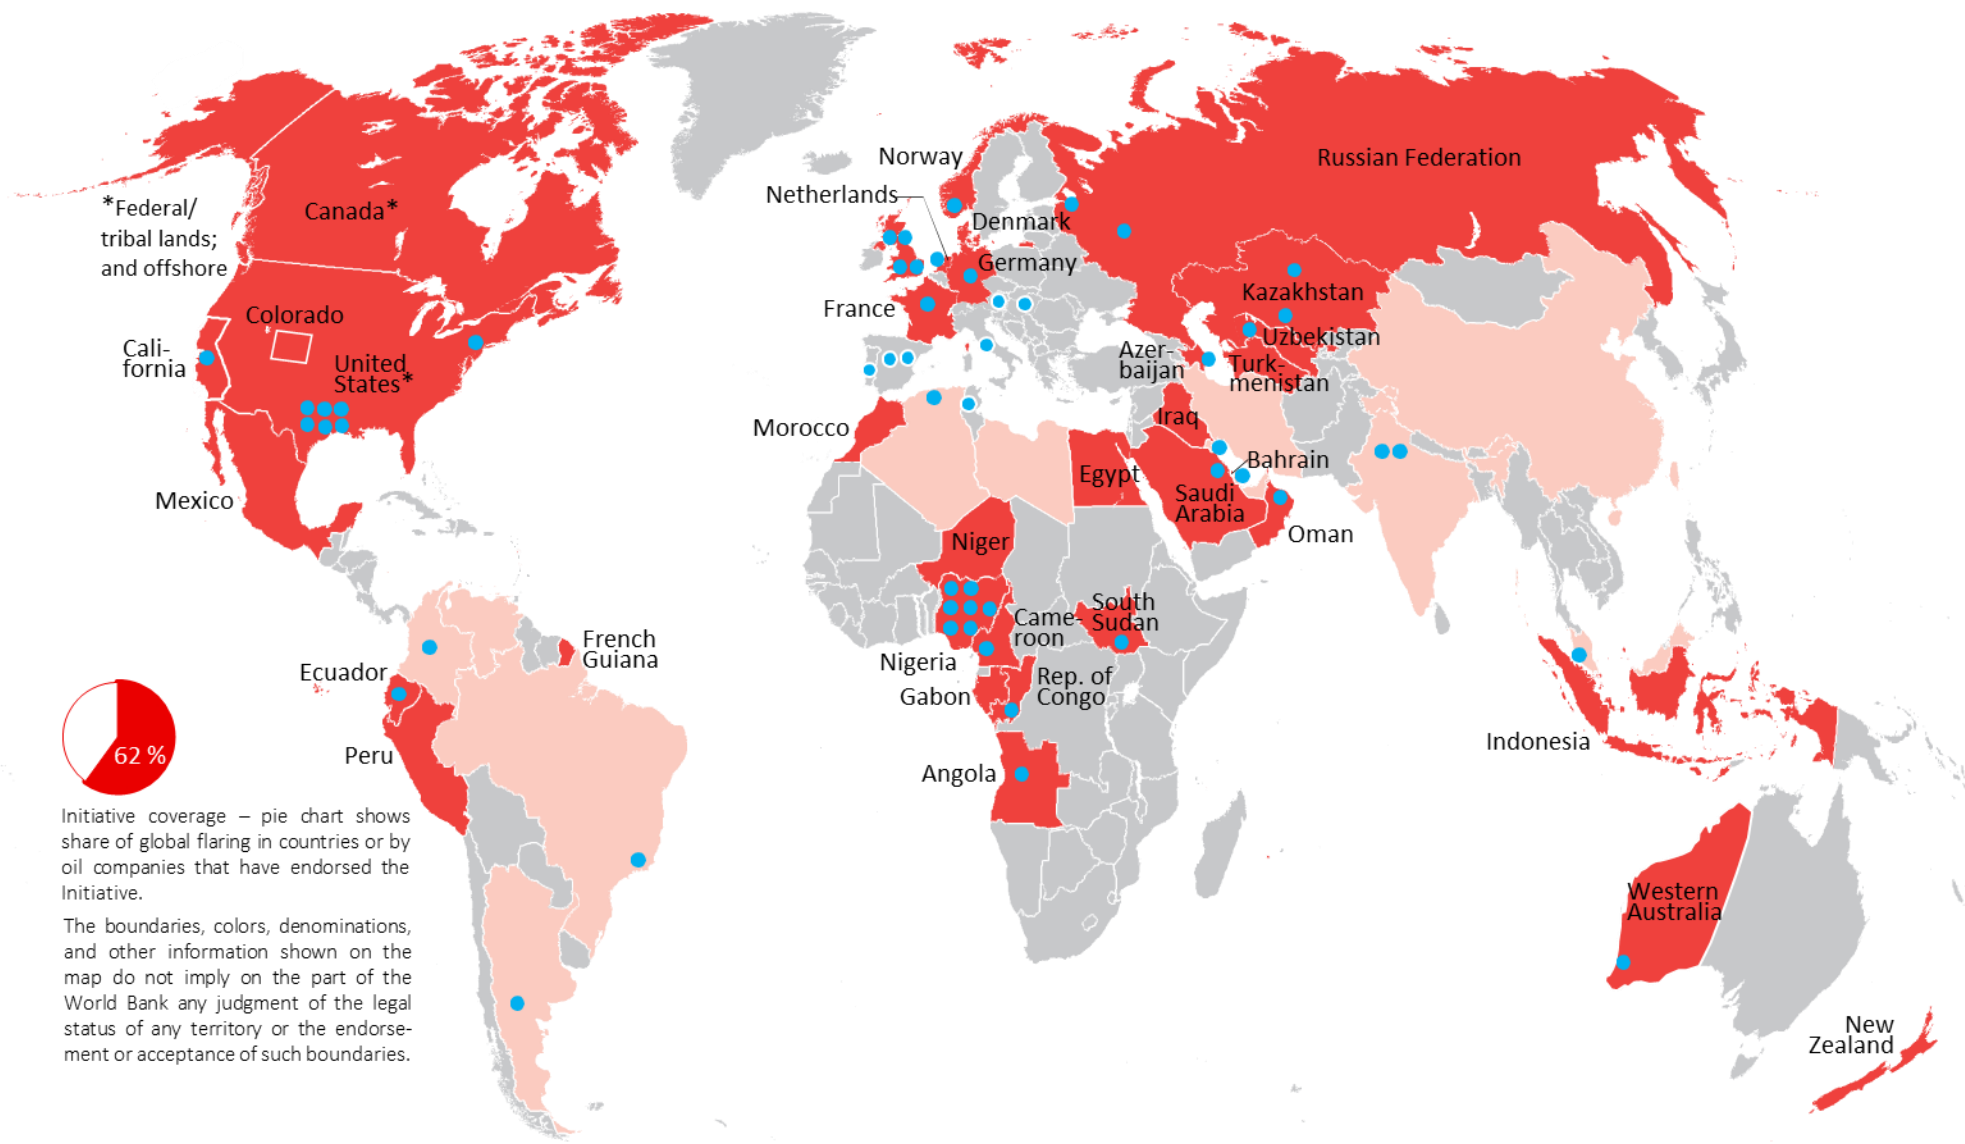 Norway
Russian Federation
Netherlands
*Federal/
tribal lands;
and offshore
Canada*
Denmark
Germany
Kazakhstan
France
Colorado
Uzbekistan
Cali-
fornia
United
States*
Azer-
baijan
Turk-
menistan
Iraq
Morocco
Bahrain
Egypt
Mexico
Saudi
Arabia
Oman
Niger
South
Sudan
Came-
roon
French
Guiana
Nigeria
Ecuador
Rep. of
Congo
Gabon
Indonesia
Peru
62 %
Angola
Initiative coverage – pie chart shows
share of global flaring in countries or by
oil companies that have endorsed the
Initiative.
Western
Australia
The boundaries, colors, denominations,
and other information shown on the
map do not imply on the part of the
World Bank any judgment of the legal
status of any territory or the endorse-
ment or acceptance of such boundaries.
New
Zealand